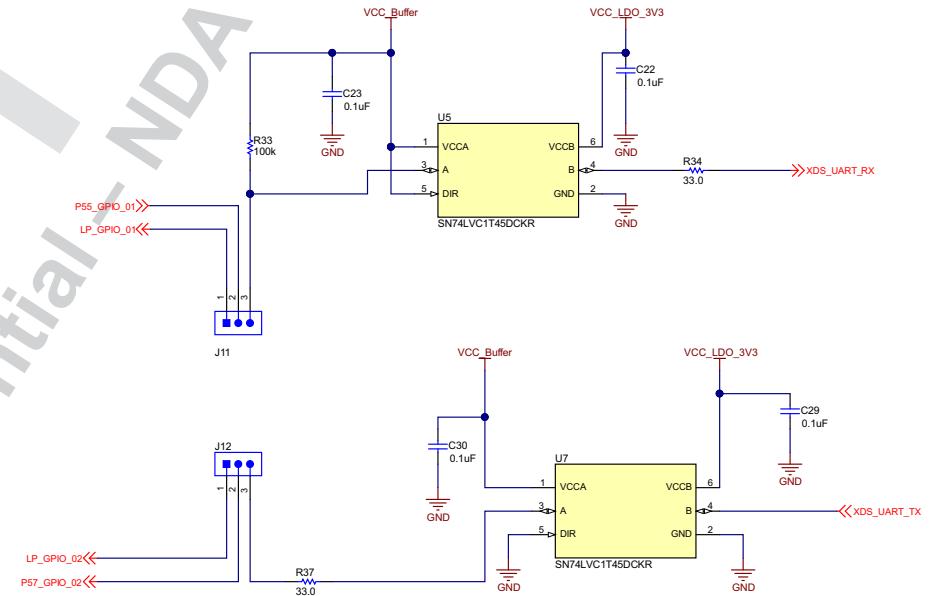 VCC_Buffer
VCC_LDO_3V3
C23
0.1uF
GND
C22
0.1uF
GND
R33
100k
U5
1
VCCA
VCCB
6
3
A
B
4
5
DIR
GND
2
SN74LVC1T45DCKR
GND
R34
33.0
XDS_UART_RX
P55_GPIO_01
LP_GPIO_01
1
2
3
J11
ntial – NDA
VCC_Buffer
VCC_LDO_3V3
C30
0.1uF
GND
C29
0.1uF
GND
J12
1
2
3
U7
1
VCCA
VCCB
6
3
A
B
4
5
DIR
GND
2
SN74LVC1T45DCKR
GND
GND
XDS_UART_TX
LP_GPIO_02
P57_GPIO_02
R37
33.0